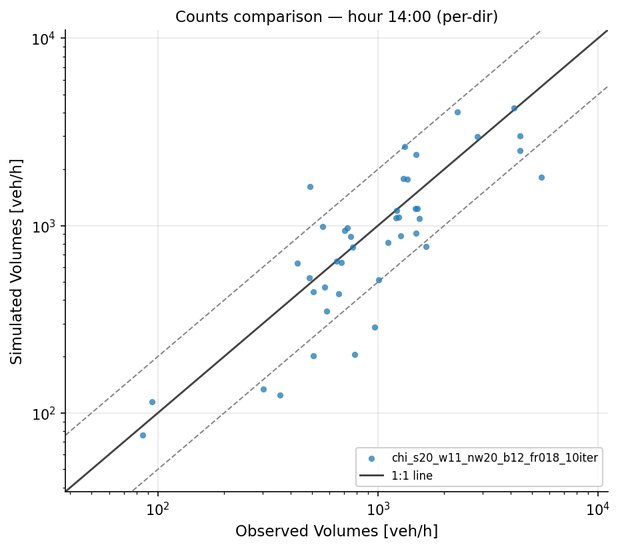 Counts comparison — hour 14:00 (per-dir)
Simulated Volumes [veh/h]
10⁴
10³
10²
chi_s20_w11_nw20_b12_fr018_10iter
1:1 line
10² 10³ 10⁴
Observed Volumes [veh/h]